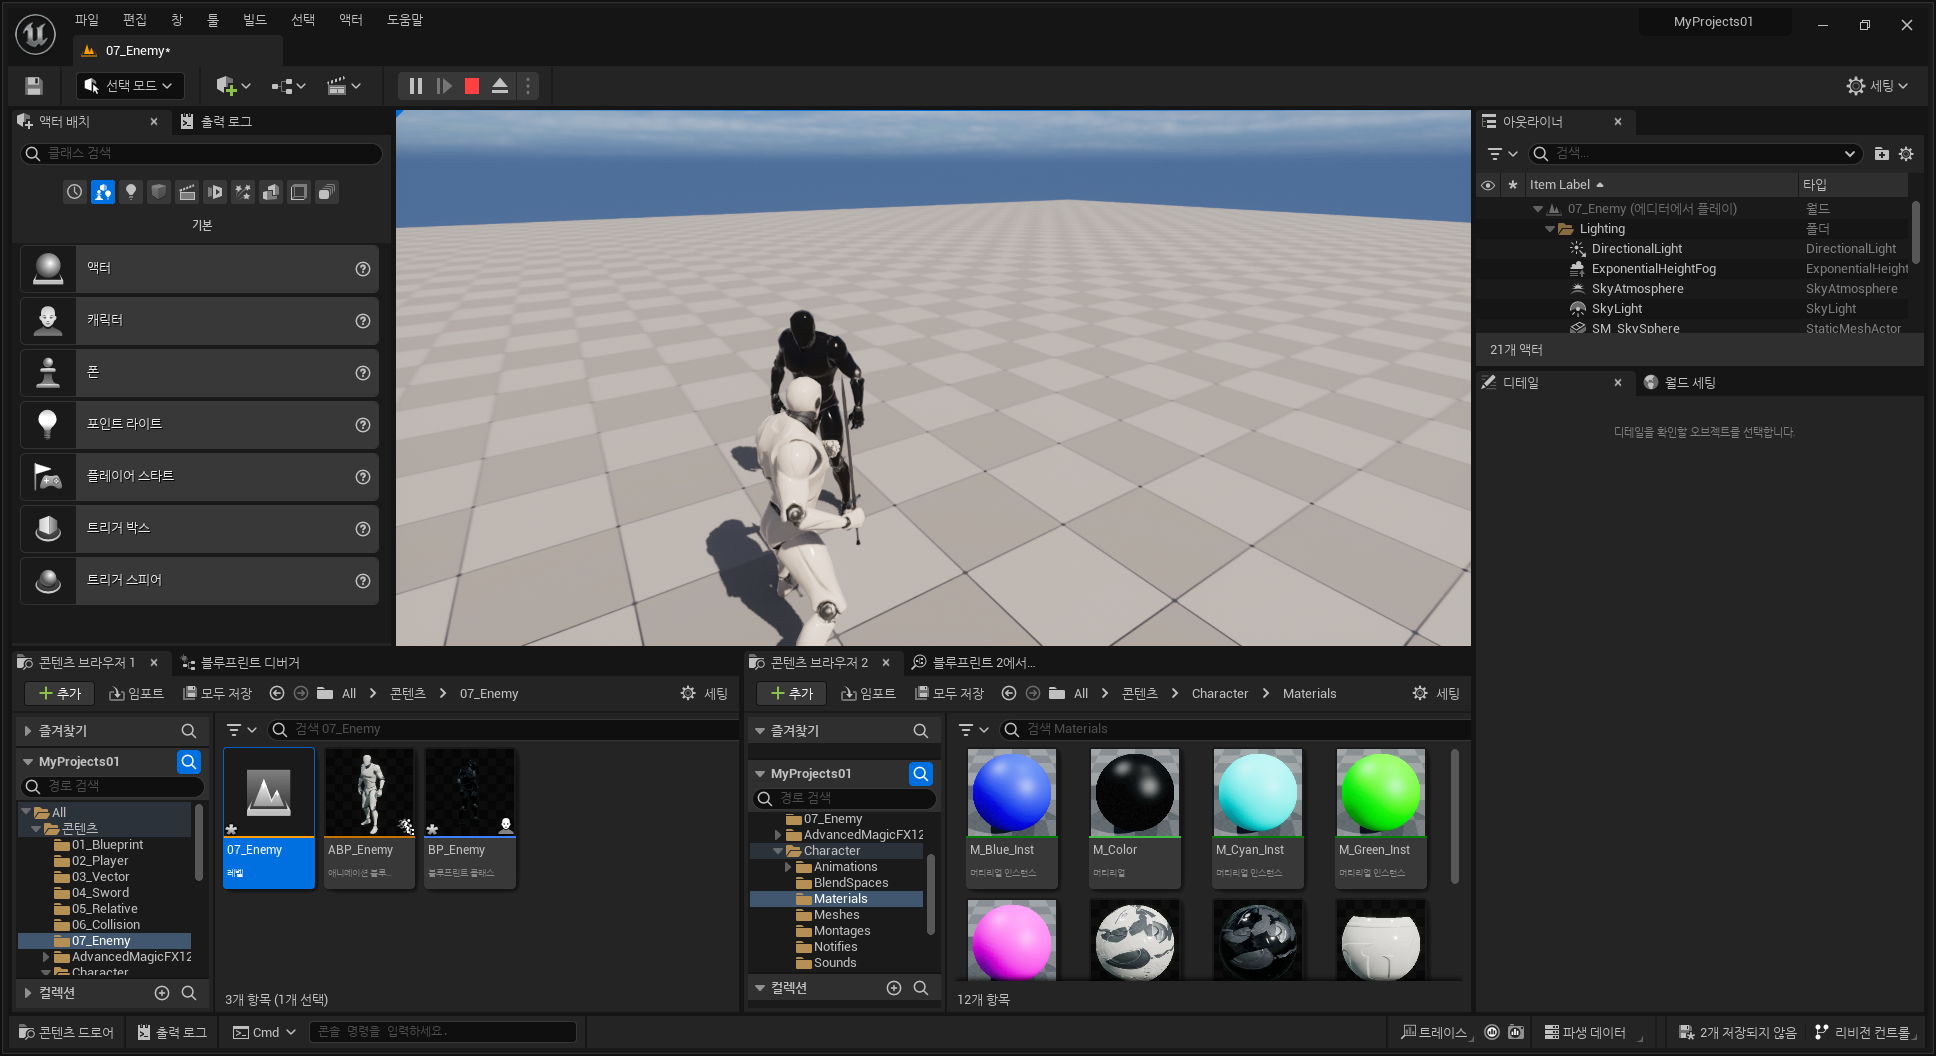 파일 편집 창 툴 빌드 선택 액터 도움말
MyProjects01
07_Enemy*
선택 모드
세팅
액터 배치
출력 로그
클래스 검색
기본
액터
캐릭터
폰
포인트 라이트
플레이어 스타트
트리거 박스
트리거 스피어
아웃라이너
검색...
Item Label 타입
07_Enemy (에디터에서 플레이) 월드
Lighting 폴더
DirectionalLight DirectionalLight
ExponentialHeightFog ExponentialHeight
SkyAtmosphere SkyAtmosphere
SkyLight SkyLight
SM_SkySphere StaticMeshActor
21개 액터
디테일
월드 세팅
디테일을 확인할 오브젝트를 선택합니다.
콘텐츠 브라우저 1
블루프린트 디버거
추가 임포트 모두 저장 All 콘텐츠 07_Enemy 세팅
즐겨찾기
MyProjects01
경로 검색
All
콘텐츠
01_Blueprint
02_Player
03_Vector
04_Sword
05_Relative
06_Collision
07_Enemy
AdvancedMagicFX12
Character
컬렉션
검색 07_Enemy
07_Enemy
레벨
ABP_Enemy
애니메이션 블루...
BP_Enemy
블루프린트 클래스
3개 항목 (1개 선택)
콘텐츠 브라우저 2
블루프린트 2에서...
추가 임포트 모두 저장 All 콘텐츠 Character Materials 세팅
즐겨찾기
MyProjects01
경로 검색
07_Enemy
AdvancedMagicFX12
Character
Animations
BlendSpaces
Materials
Meshes
Montages
Notifies
Sounds
컬렉션
검색 Materials
M_Blue_Inst
머티리얼 인스턴스
M_Color
머티리얼
M_Cyan_Inst
머티리얼 인스턴스
M_Green_Inst
머티리얼 인스턴스
12개 항목
콘텐츠 드로어
출력 로그
Cmd
콘솔 명령을 입력하세요.
트레이스
파생 데이터
2개 저장되지 않음
리비전 컨트롤